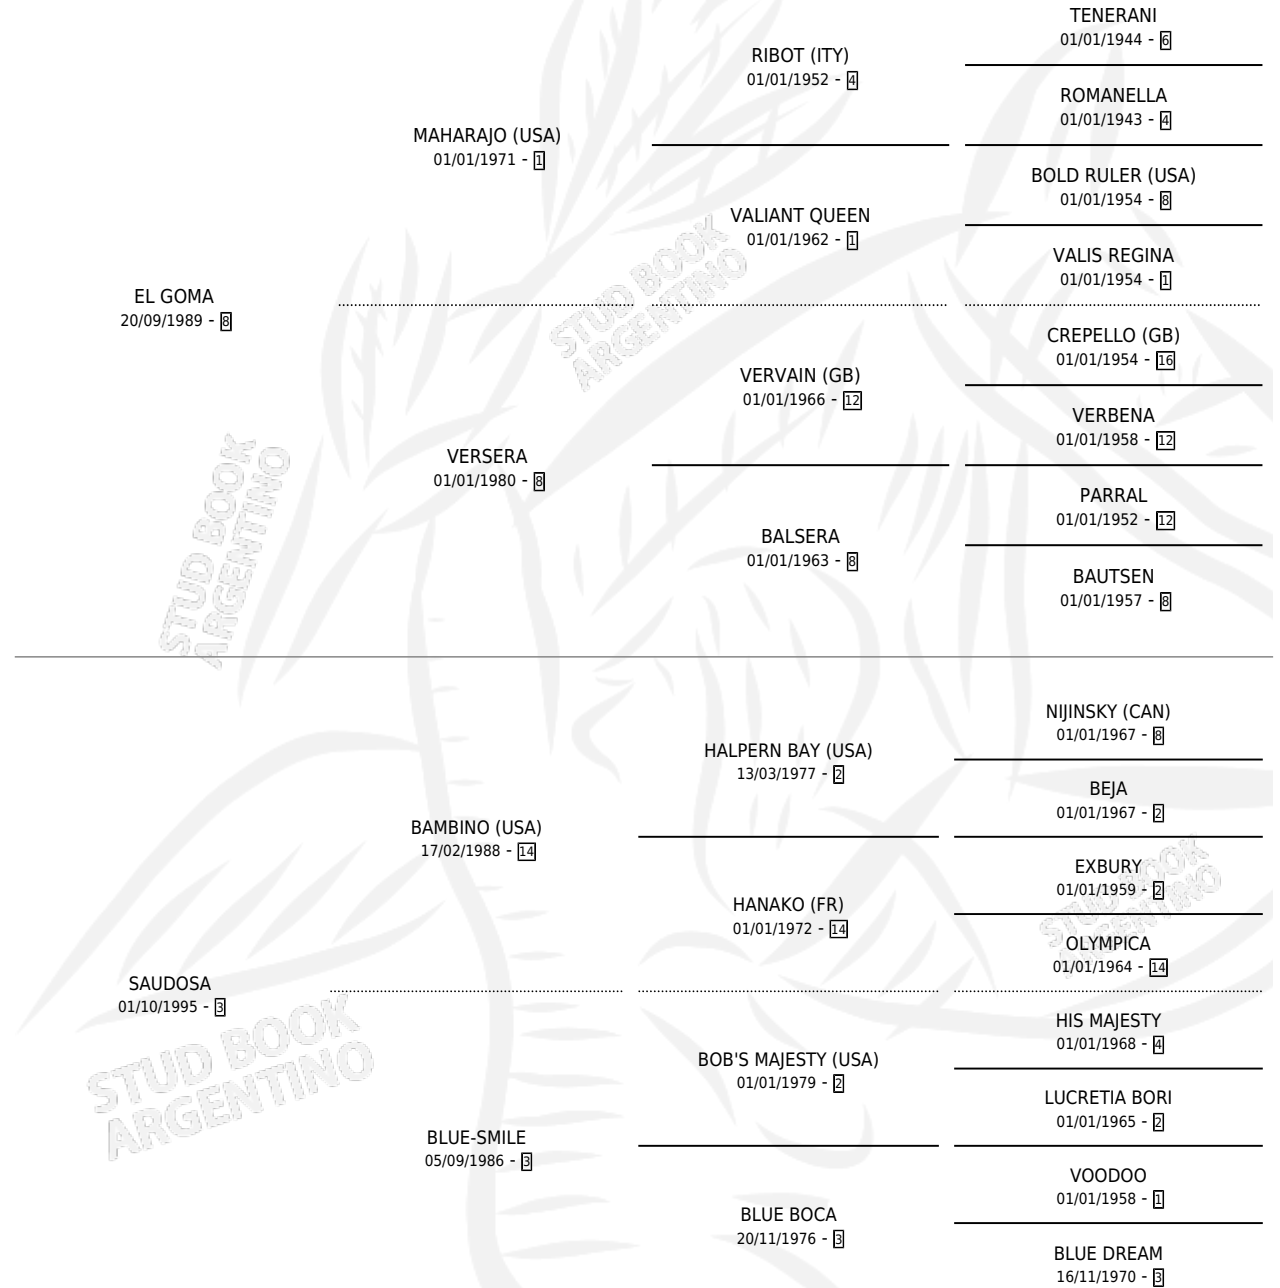 TENERANI
01/01/1944 - 6
RIBOT (ITY)
01/01/1952 - 4
ROMANELLA
01/01/1943 - 4
MAHARAJO (USA)
01/01/1971 - 1
BOLD RULER (USA)
01/01/1954 - 8
VALIANT QUEEN
01/01/1962 - 1
VALIS REGINA
01/01/1954 - 1
EL GOMA
20/09/1989 - 8
CREPELLO (GB)
01/01/1954 - 16
VERVAIN (GB)
01/01/1966 - 12
VERBENA
01/01/1958 - 12
VERSERA
01/01/1980 - 8
PARRAL
01/01/1952 - 12
BALSERA
01/01/1963 - 8
BAUTSEN
01/01/1957 - 8
STUD BOOK
ARGENTINO
STUD BOOK
ARGENTINO
NIJINSKY (CAN)
01/01/1967 - 8
HALPERN BAY (USA)
13/03/1977 - 2
BEJA
01/01/1967 - 2
BAMBINO (USA)
17/02/1988 - 14
EXBURY
01/01/1959 - 2
HANAKO (FR)
01/01/1972 - 14
OLYMPICA
01/01/1964 - 14
SAUDOSA
01/10/1995 - 3
HIS MAJESTY
01/01/1968 - 4
BOB'S MAJESTY (USA)
01/01/1979 - 2
LUCRETIA BORI
01/01/1965 - 2
BLUE-SMILE
05/09/1986 - 3
VOODOO
01/01/1958 - 1
BLUE BOCA
20/11/1976 - 3
BLUE DREAM
16/11/1970 - 3
STUD BOOK
ARGENTINO
STUD BOOK
ARGENTINO